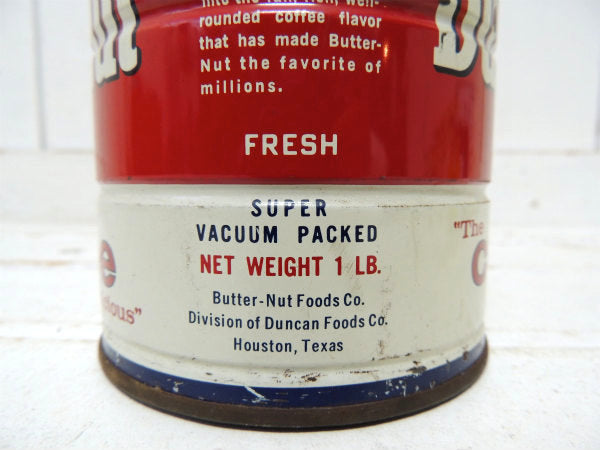 rounded coffee flavor
that has made Butter-
Nut the favorite of
millions.
FRESH
SUPER
VACUUM PACKED
NET WEIGHT 1 LB.
Butter-Nut Foods Co.
Division of Duncan Foods Co.
Houston, Texas
"The